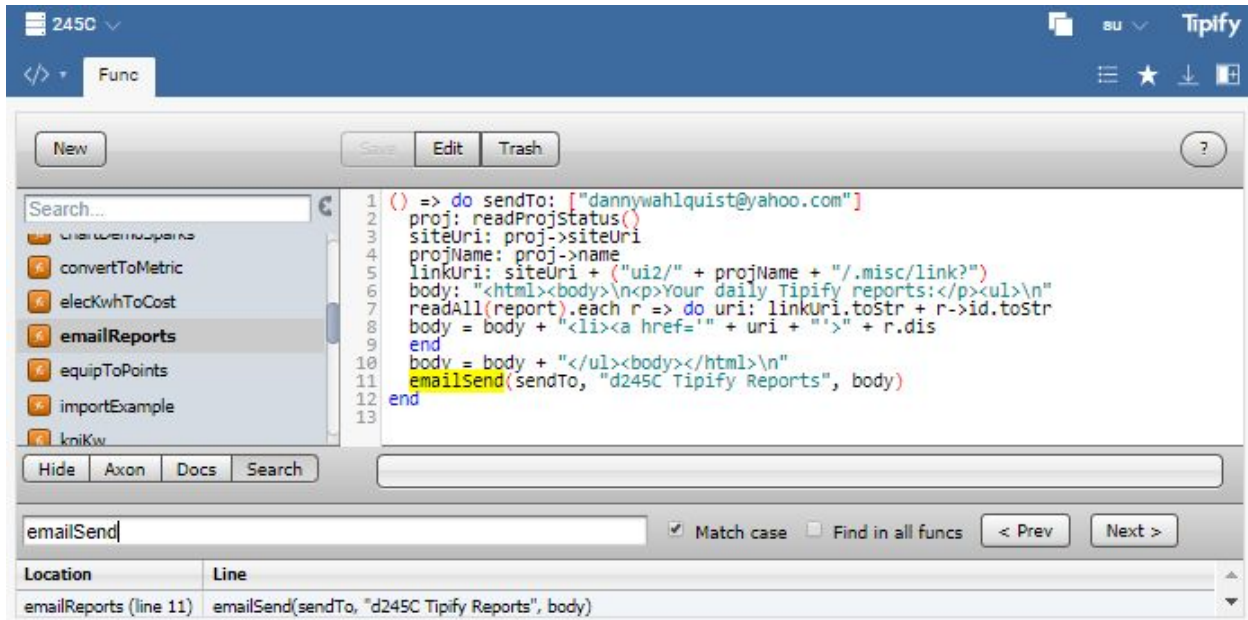 245C
su
Tipify
</>
Func
New
Save
Edit
Trash
?
Search...
chartDemoSparks
convertToMetric
elecKwhToCost
emailReports
equipToPoints
importExample
kpiKw
1 () => do sendTo: ["dannywahlquist@yahoo.com"]
2 proj: readProjStatus()
3 siteUri: proj->siteUri
4 projName: proj->name
5 linkUri: siteUri + ("ui2/" + projName + "/.misc/link?")
6 body: "<html><body>\n<p>Your daily Tipify reports:</p><ul>\n"
7 readAll(report).each r => do uri: linkUri.toStr + r->id.toStr
8 body = body + "<li><a href='" + uri + "'>" + r.dis
9 end
10 body = body + "</ul><body></html>\n"
11 emailSend(sendTo, "d245C Tipify Reports", body)
12 end
13
Hide
Axon
Docs
Search
emailSend
Match case
Find in all funcs
< Prev
Next >
Location Line
emailReports (line 11) emailSend(sendTo, "d245C Tipify Reports", body)